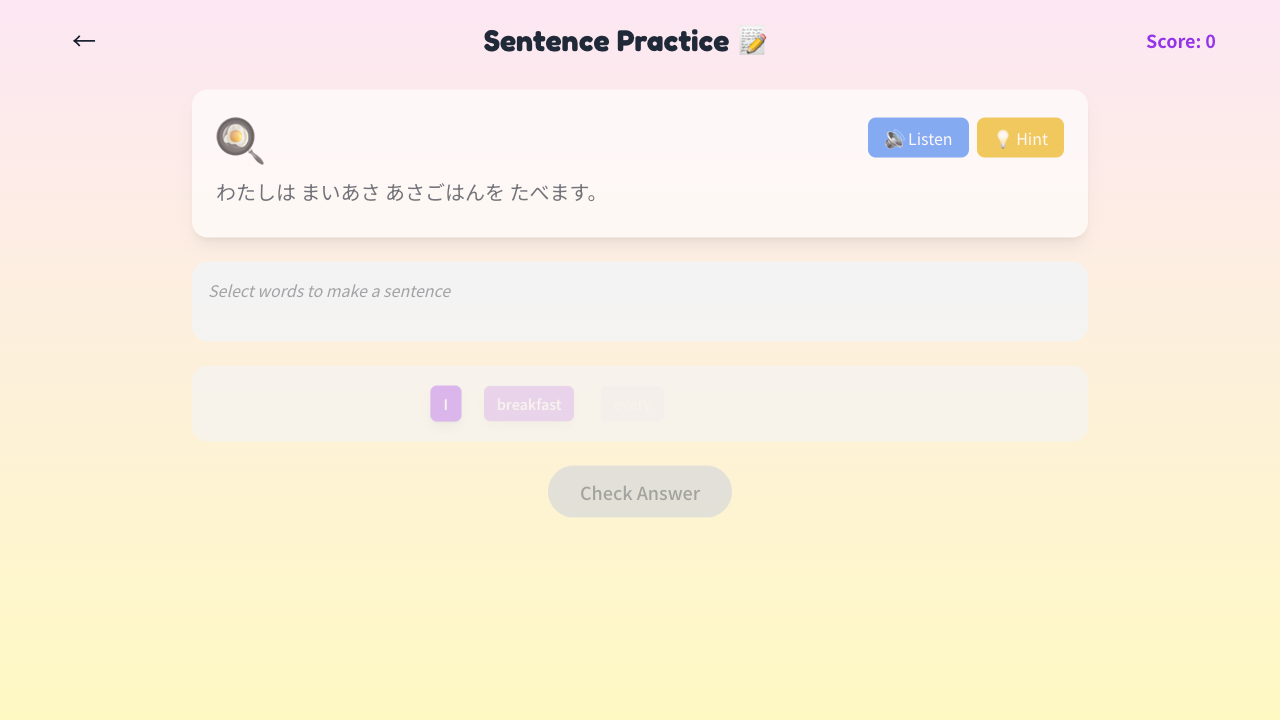 ←
Sentence Practice 📝
Score: 0
🔊 Listen
💡 Hint
わたしは まいあさ あさごはんを たべます。
Select words to make a sentence
I
breakfast
Check Answer